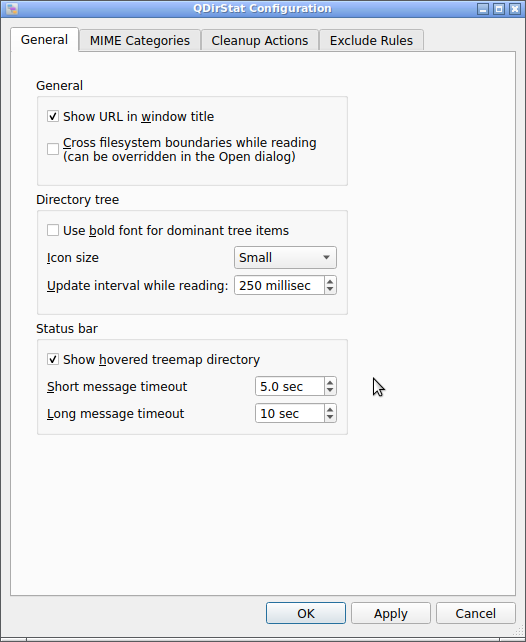 QDirStat Configuration
General
MIME Categories
Cleanup Actions
Exclude Rules
General
Show URL in window title
Cross filesystem boundaries while reading
(can be overridden in the Open dialog)
Directory tree
Use bold font for dominant tree items
Icon size
Small
Update interval while reading:
250 millisec
Status bar
Show hovered treemap directory
Short message timeout
5.0 sec
Long message timeout
10 sec
OK
Apply
Cancel